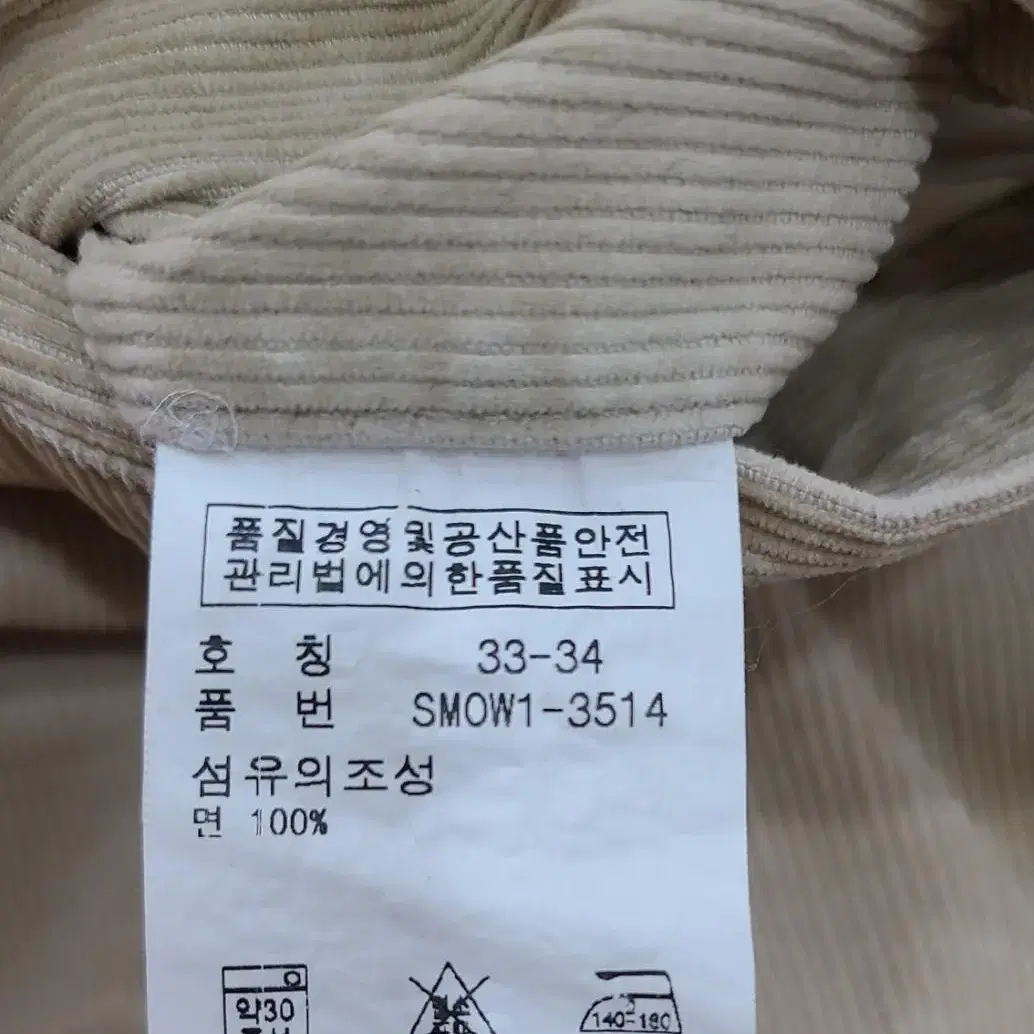 품질경영및공산품안전
관리법에의한품질표시
호 칭 33-34
품 번 SMOW1-3514
섬유의조성
면 100%
약30
140-160